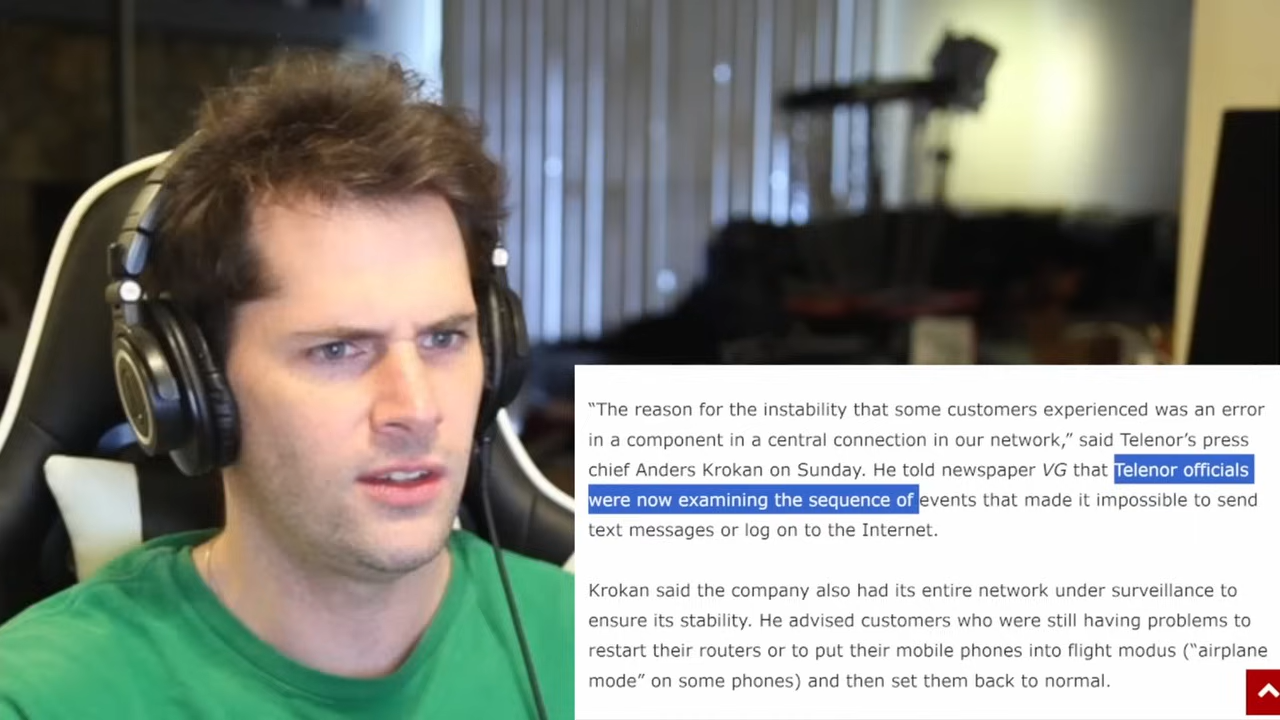 “The reason for the instability that some customers experienced was an error
in a component in a central connection in our network,” said Telenor’s press
chief Anders Krokan on Sunday. He told newspaper VG that Telenor officials
were now examining the sequence of events that made it impossible to send
text messages or log on to the Internet.
Krokan said the company also had its entire network under surveillance to
ensure its stability. He advised customers who were still having problems to
restart their routers or to put their mobile phones into flight modus (“airplane
mode” on some phones) and then set them back to normal.